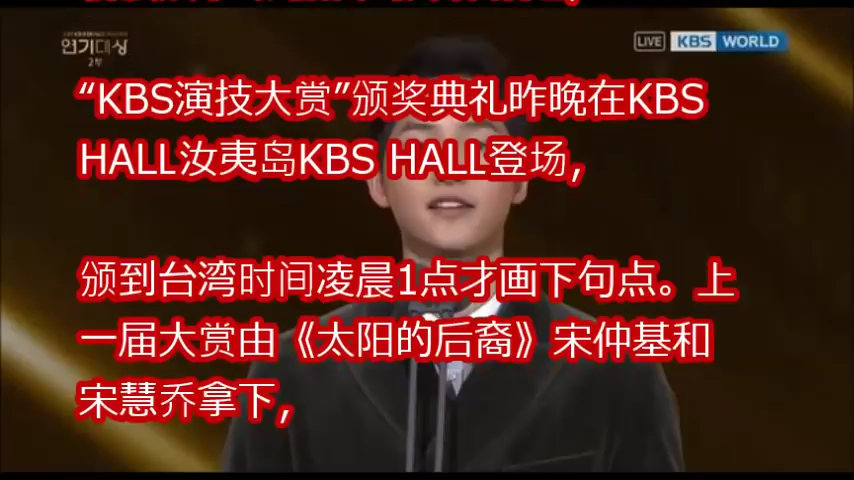 연기대상
2부
LIVE KBS WORLD
“KBS演技大赏”颁奖典礼昨晚在KBS
HALL汝夷岛KBS HALL登场，
颁到台湾时间凌晨1点才画下句点。上
一届大赏由《太阳的后裔》宋仲基和
宋慧乔拿下，